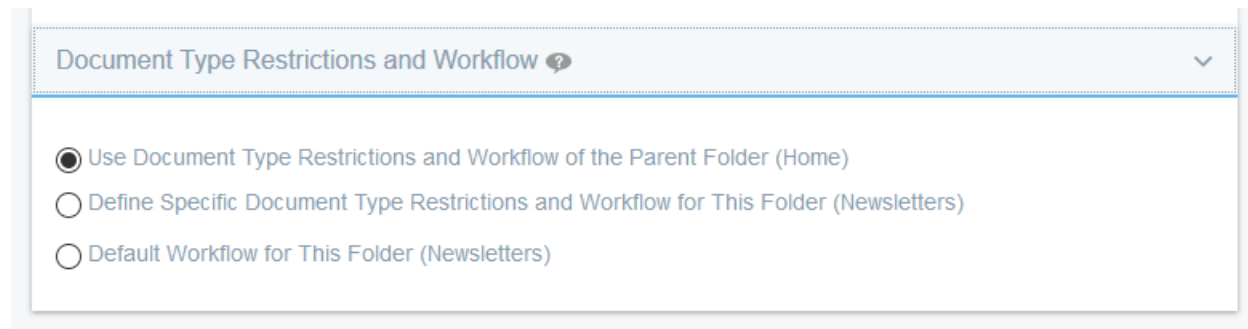 Document Type Restrictions and Workflow
Use Document Type Restrictions and Workflow of the Parent Folder (Home)
Define Specific Document Type Restrictions and Workflow for This Folder (Newsletters)
Default Workflow for This Folder (Newsletters)